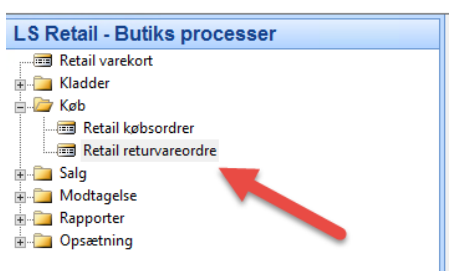 LS Retail - Butiks processer
Retail varekort
Kladder
Køb
Retail købsordrer
Retail returvareordre
Salg
Modtagelse
Rapporter
Opsætning